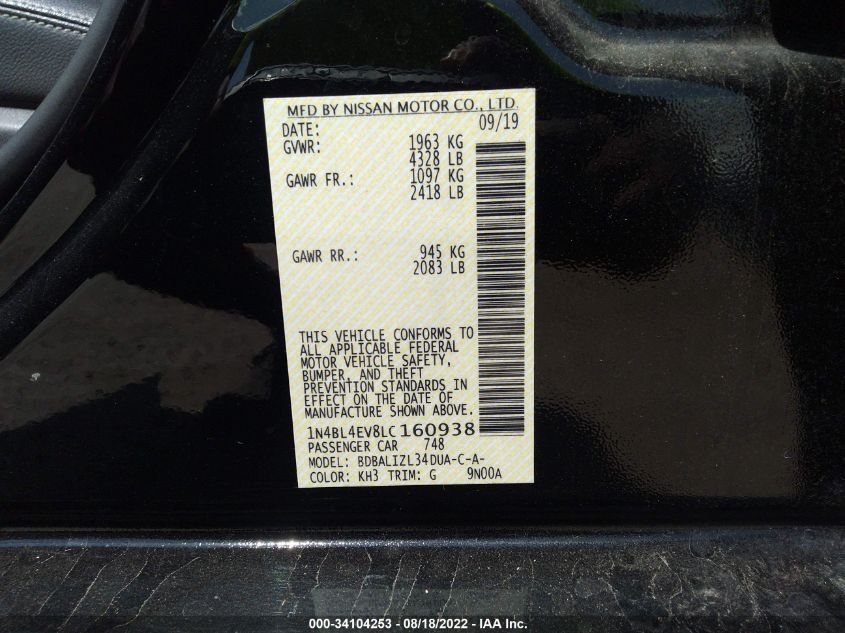 MFD BY NISSAN MOTOR CO., LTD.
DATE: 09/19
GVWR: 1963 KG
4328 LB
GAWR FR.: 1097 KG
2418 LB
GAWR RR.: 945 KG
2083 LB
THIS VEHICLE CONFORMS TO
ALL APPLICABLE FEDERAL
MOTOR VEHICLE SAFETY,
BUMPER, AND THEFT
PREVENTION STANDARDS IN
EFFECT ON THE DATE OF
MANUFACTURE SHOWN ABOVE.
1N4BL4EV8LC160938
PASSENGER CAR 748
MODEL: BDBALIZL34DUA-C-A-
COLOR: KH3 TRIM: G 9N00A
000-34104253 - 08/18/2022 - IAA Inc.